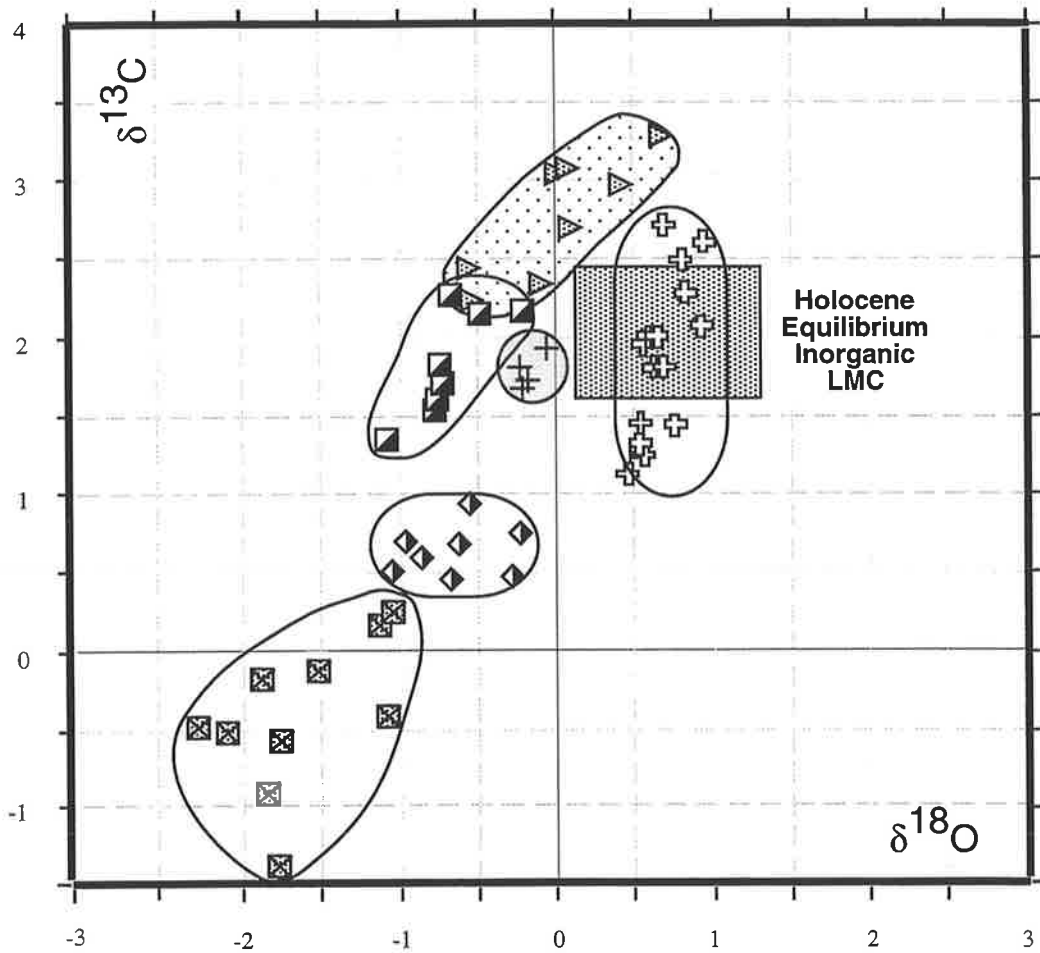 4
δ13C
3
Holocene
Equilibrium
Inorganic
LMC
2
1
0
-1
δ18O
-3 -2 -1 0 1 2 3